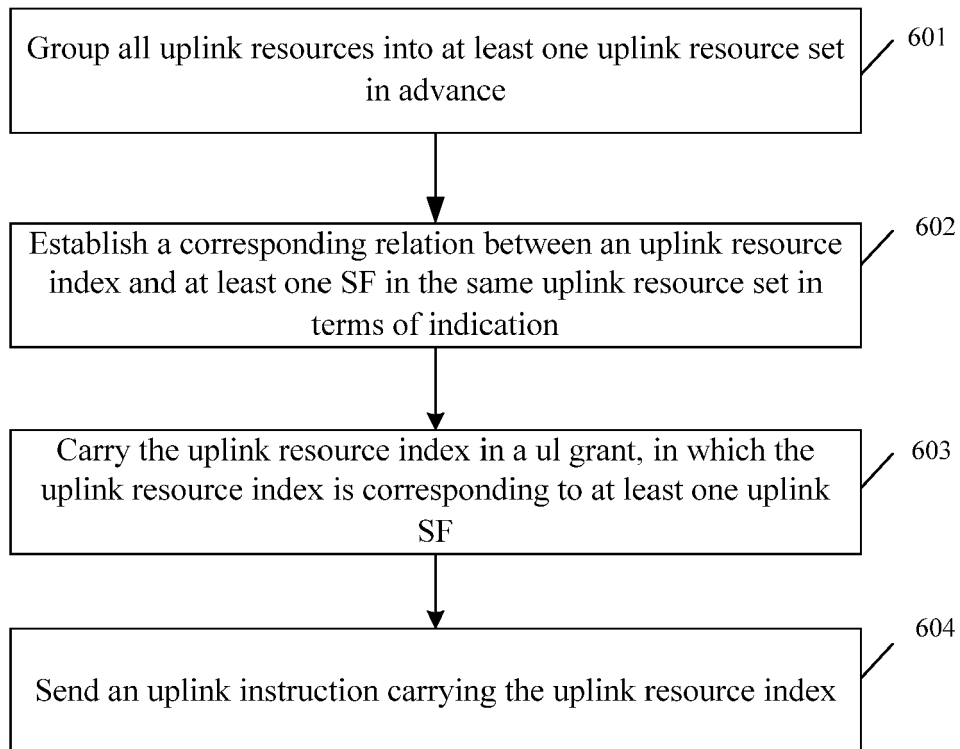 Group all uplink resources into at least one uplink resource set
in advance
601
Establish a corresponding relation between an uplink resource
index and at least one SF in the same uplink resource set in
terms of indication
602
Carry the uplink resource index in a ul grant, in which the
uplink resource index is corresponding to at least one uplink
SF
603
Send an uplink instruction carrying the uplink resource index
604